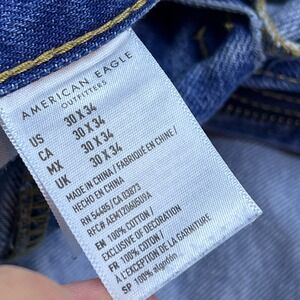 AMERICAN EAGLE
OUTFITTERS
US 30 X 34
CA 30 X 34
MX 30 X 34
UK 30 X 34
MADE IN CHINA / FABRIQUÉ EN CHINE /
HECHO EN CHINA
RN 54485 / CA 03873
RFC# AEM1204050R9A
EN 100% COTTON /
EXCLUSIVE OF DECORATION
FR 100% COTON /
À L'EXCEPTION DE LA GARNITURE
SP 100% algodón